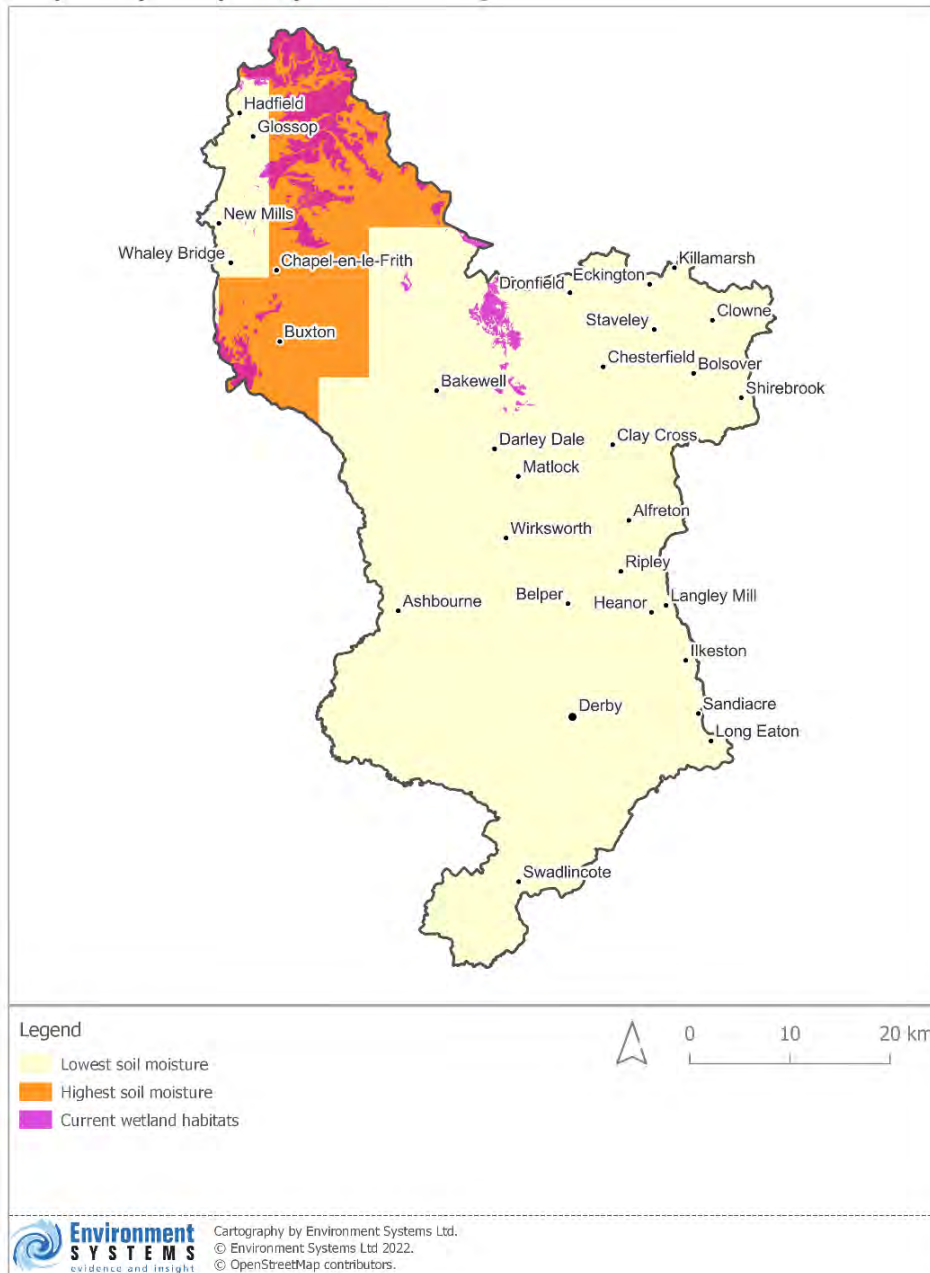 Hadfield
Glossop
New Mills
Whaley Bridge
Chapel-en-le-Frith
Killamarsh
Eckington
Dronfield
Clowne
Staveley
Buxton
Chesterfield
Bolsover
Bakewell
Shirebrook
Darley Dale
Clay Cross
Matlock
Alfreton
Wirksworth
Ripley
Belper
Langley Mill
Ashbourne
Heanor
Ilkeston
Derby
Sandiacre
Long Eaton
Swadlincote
Legend
0 10 20 km
Lowest soil moisture
Highest soil moisture
Current wetland habitats
Environment
SYSTEMS
evidence and insight
Cartography by Environment Systems Ltd.
© Environment Systems Ltd 2022.
© OpenStreetMap contributors.